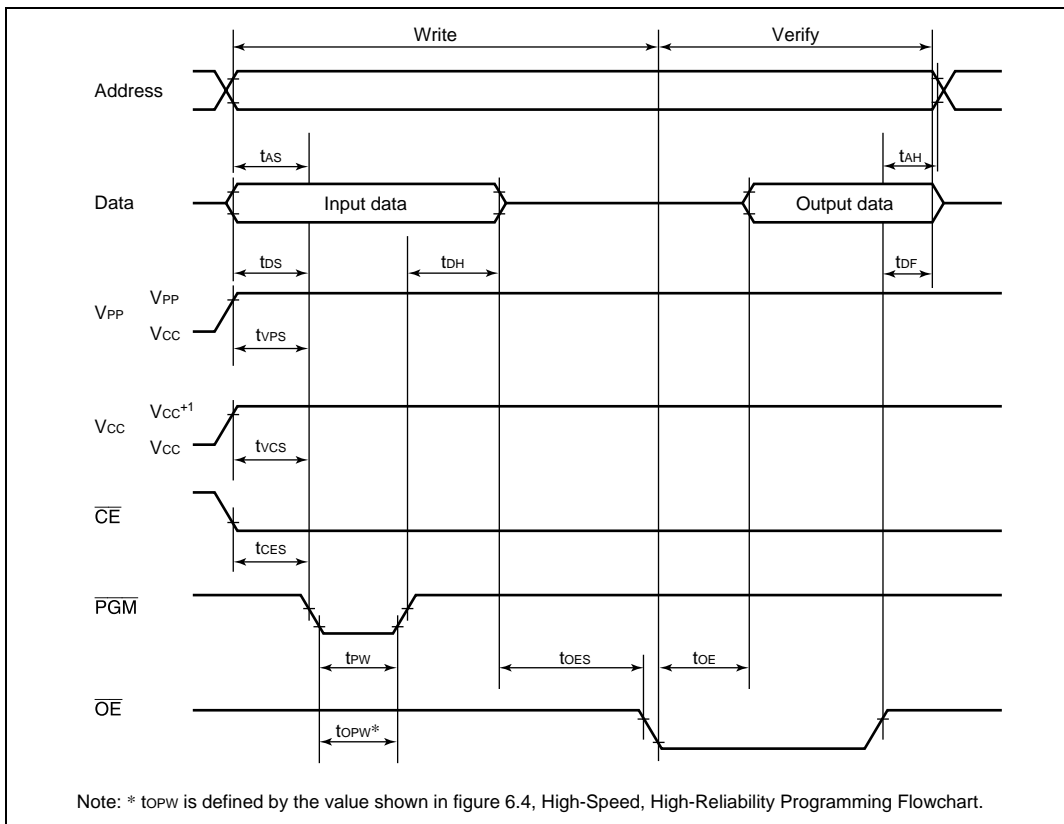 Write Verify
Address
tAS tAH
Data Input data Output data
tDS tDH tDF
VPP VPP
VCC
tVPS
VCC VCC+1
VCC
tVCS
CE
tCES
PGM
tPW tOES tOE
OE
tOPW*
Note: * tOPW is defined by the value shown in figure 6.4, High-Speed, High-Reliability Programming Flowchart.